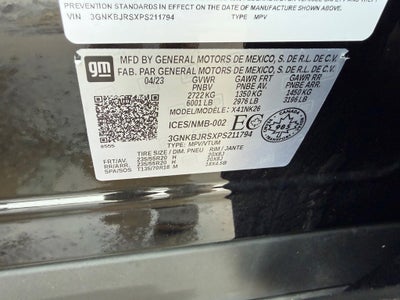 PREVENTION STANDARDS IN EFFECT ON THE DATE OF
VIN 3GNKBJRSXPS211794 TYPE MPV
gm
MFD BY GENERAL MOTORS DE MEXICO, S. DE R.L. DE C.V.
FAB. PAR GENERAL MOTORS DE MEXICO, S. DE R.L. DE C.V.
04/23 GVWR GAWR FRT GAWR RR
PNBV PNBE AV. PNBE ARR
2722 KG 1350 KG 1450 KG
6001 LB 2976 LB 3196 LB
MODEL: X41NK26
ICES/NMB-002
3GNKBJRSXPS211794
TYPE: MPV/VTUM
TIRE SIZE / DIM. PNEU RIM / JANTE
FRT/AV. 235/55R20 H 20X8J
RR/ARR 235/55R20 H 20X8J
SPA/SOS T135/70R18 M 18X4.5B